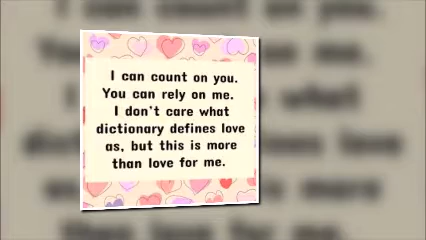 I can count on you.
You can rely on me.
I don't care what
dictionary defines love
as, but this is more
than love for me.